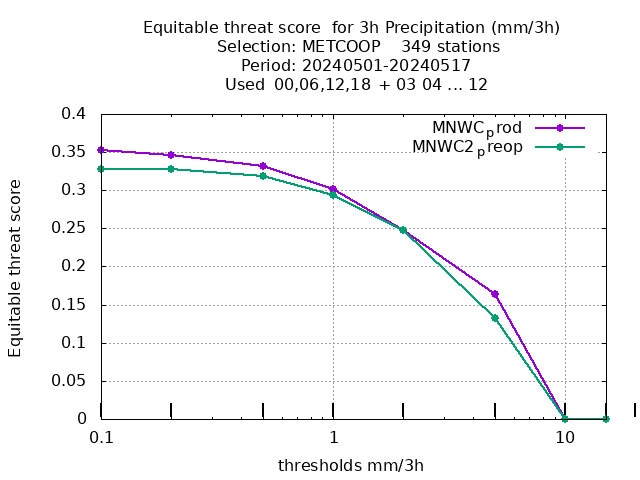 Equitable threat score  for 3h Precipitation (mm/3h)
Selection: METCOOP    349 stations
Period: 20240501-20240517
Used  00,06,12,18 + 03 04 ... 12
MNWCprod
MNWC2preop
0.4
0.35
0.3
0.25
0.2
0.15
0.1
0.05
0
Equitable threat score
0.1 1 10
thresholds mm/3h